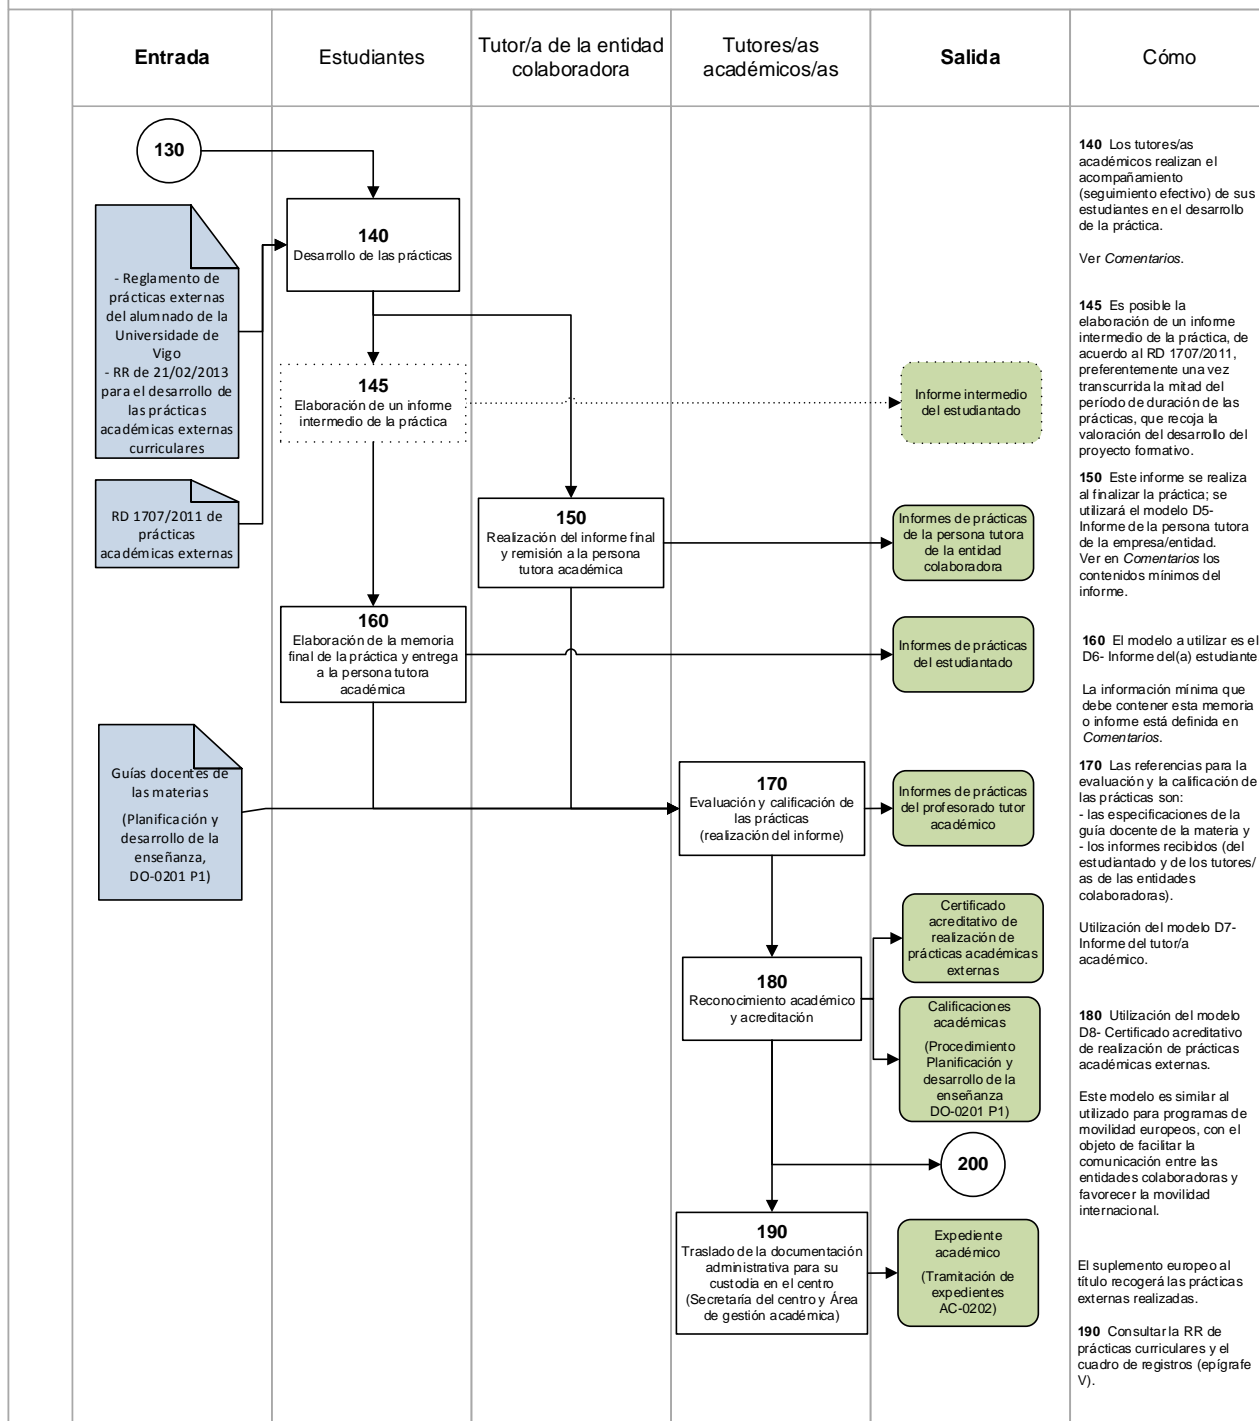 Entrada
Estudiantes
Tutor/a de la entidad
colaboradora
Tutores/as
académicos/as
Salida
Cómo
130
- Reglamento de
prácticas externas
del alumnado de la
Universidade de
Vigo
- RR de 21/02/2013
para el desarrollo de
las prácticas
académicas externas
curriculares
RD 1707/2011 de
prácticas
académicas externas
140
Desarrollo de las prácticas
145
Elaboración de un informe
intermedio de la práctica
Informe intermedio
del estudiantado
150
Realización del informe final
y remisión a la persona
tutora académica
Informes de prácticas
de la persona tutora
de la entidad
colaboradora
160
Elaboración de la memoria
final de la práctica y entrega
a la persona tutora
académica
Informes de prácticas
del estudiantado
Guías docentes de
las materias
(Planificación y
desarrollo de la
enseñanza,
DO-0201 P1)
170
Evaluación y calificación de
las prácticas
(realización del informe)
Informes de prácticas
del profesorado tutor
académico
180
Reconocimiento académico
y acreditación
Certificado
acreditativo de
realización de
prácticas académicas
externas
Calificaciones
académicas
(Procedimiento
Planificación y
desarrollo de la
enseñanza
DO-0201 P1)
200
190
Traslado de la documentación
administrativa para su
custodia en el centro
(Secretaría del centro y Área
de gestión académica)
Expediente
académico
(Tramitación de
expedientes
AC-0202)
140 Los tutores/as
académicos realizan el
acompañamiento
(seguimiento efectivo) de sus
estudiantes en el desarrollo
de la práctica.
Ver Comentarios.
145 Es posible la
elaboración de un informe
intermedio de la práctica, de
acuerdo al RD 1707/2011,
preferentemente una vez
transcurrida la mitad del
período de duración de las
prácticas, que recoja la
valoración del desarrollo del
proyecto formativo.
150 Este informe se realiza
al finalizar la práctica; se
utilizará el modelo D5-
Informe de la persona tutora
de la empresa/entidad.
Ver en Comentarios los
contenidos mínimos del
informe.
160 El modelo a utilizar es el
D6- Informe del(a) estudiante
La información mínima que
debe contener esta memoria
o informe está definida en
Comentarios.
170 Las referencias para la
evaluación y la calificación de
las prácticas son:
- las especificaciones de la
guía docente de la materia y
- los informes recibidos (del
estudiantado y de los tutores/
as de las entidades
colaboradoras).
Utilización del modelo D7-
Informe del tutor/a
académico.
180 Utilización del modelo
D8- Certificado acreditativo
de realización de prácticas
académicas externas.
Este modelo es similar al
utilizado para programas de
movilidad europeos, con el
objeto de facilitar la
comunicación entre las
entidades colaboradoras y
favorecer la movilidad
internacional.
El suplemento europeo al
título recogerá las prácticas
externas realizadas.
190 Consultar la RR de
prácticas curriculares y el
cuadro de registros (epígrafe
V).